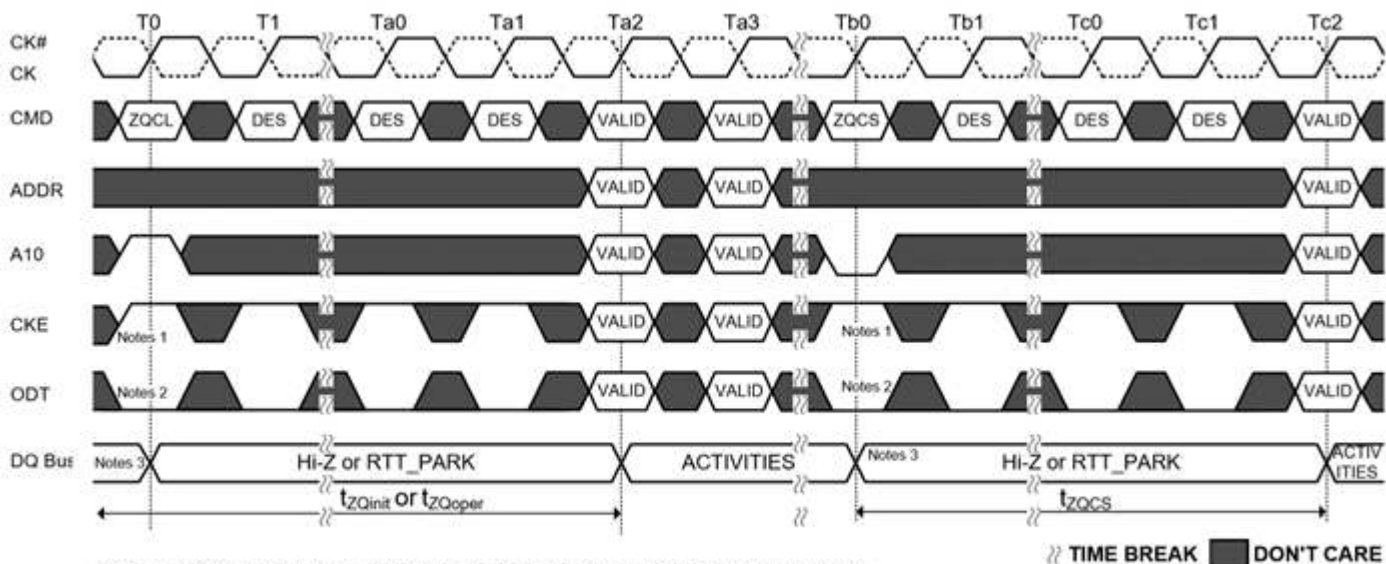 T0 T1 Ta0 Ta1 Ta2 Ta3 Tb0 Tb1 Tc0 Tc1 Tc2
CK#
CK
CMD ZQCL DES DES DES VALID VALID ZQCS DES DES DES VALID
ADDR VALID VALID VALID
A10 VALID VALID VALID
CKE Notes 1 VALID VALID Notes 1 VALID
ODT Notes 2 VALID VALID Notes 2 VALID
DQ Bus Notes 3 Hi-Z or RTT_PARK ACTIVITIES Notes 3 Hi-Z or RTT_PARK ACTIV
ITIES
tZQinit or tZQoper tZQCS
TIME BREAK DON'T CARE